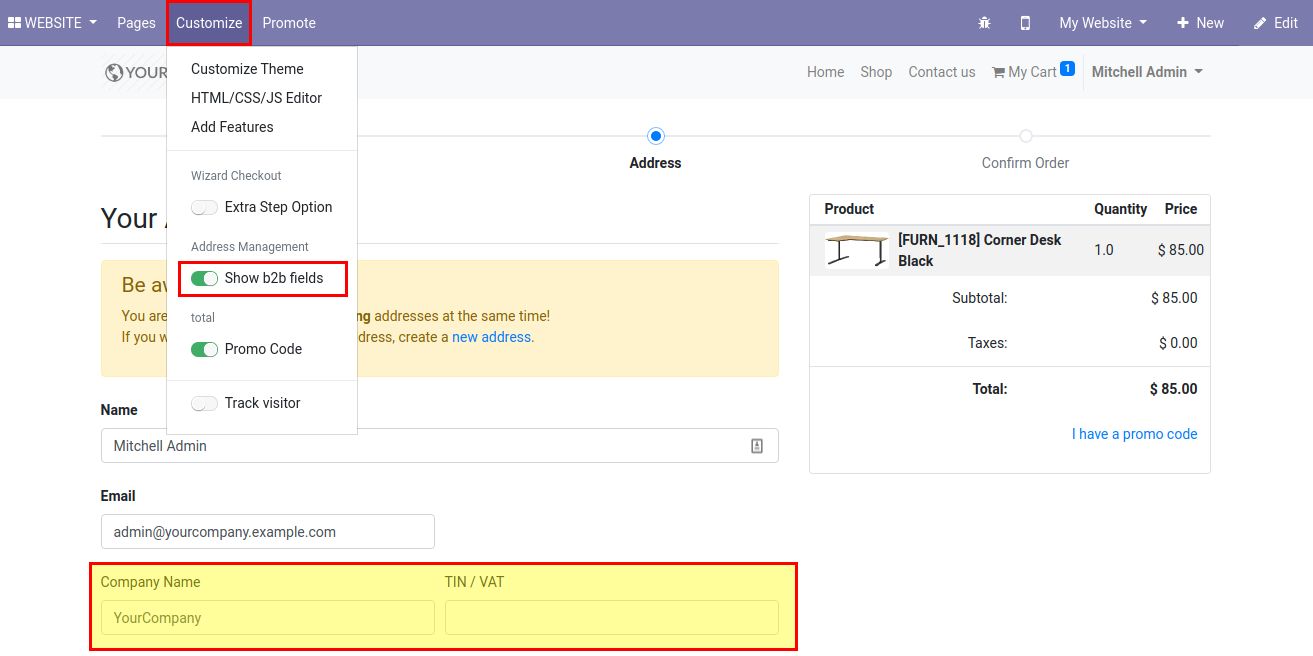 WEBSITE Pages Customize Promote My Website New Edit
YOUR Home Shop Contact us My Cart 1 Mitchell Admin
Customize Theme
HTML/CSS/JS Editor
Add Features
Wizard Checkout
Extra Step Option
Address Management
Show b2b fields
total
Promo Code
Track visitor
Address Confirm Order
Your
Be
You are ng addresses at the same time!
If you dress, create a new address.
Name
Mitchell Admin
Email
admin@yourcompany.example.com
Company Name TIN / VAT
YourCompany
Product Quantity Price
[FURN_1118] Corner Desk
Black 1.0 $ 85.00
Subtotal: $ 85.00
Taxes: $ 0.00
Total: $ 85.00
I have a promo code